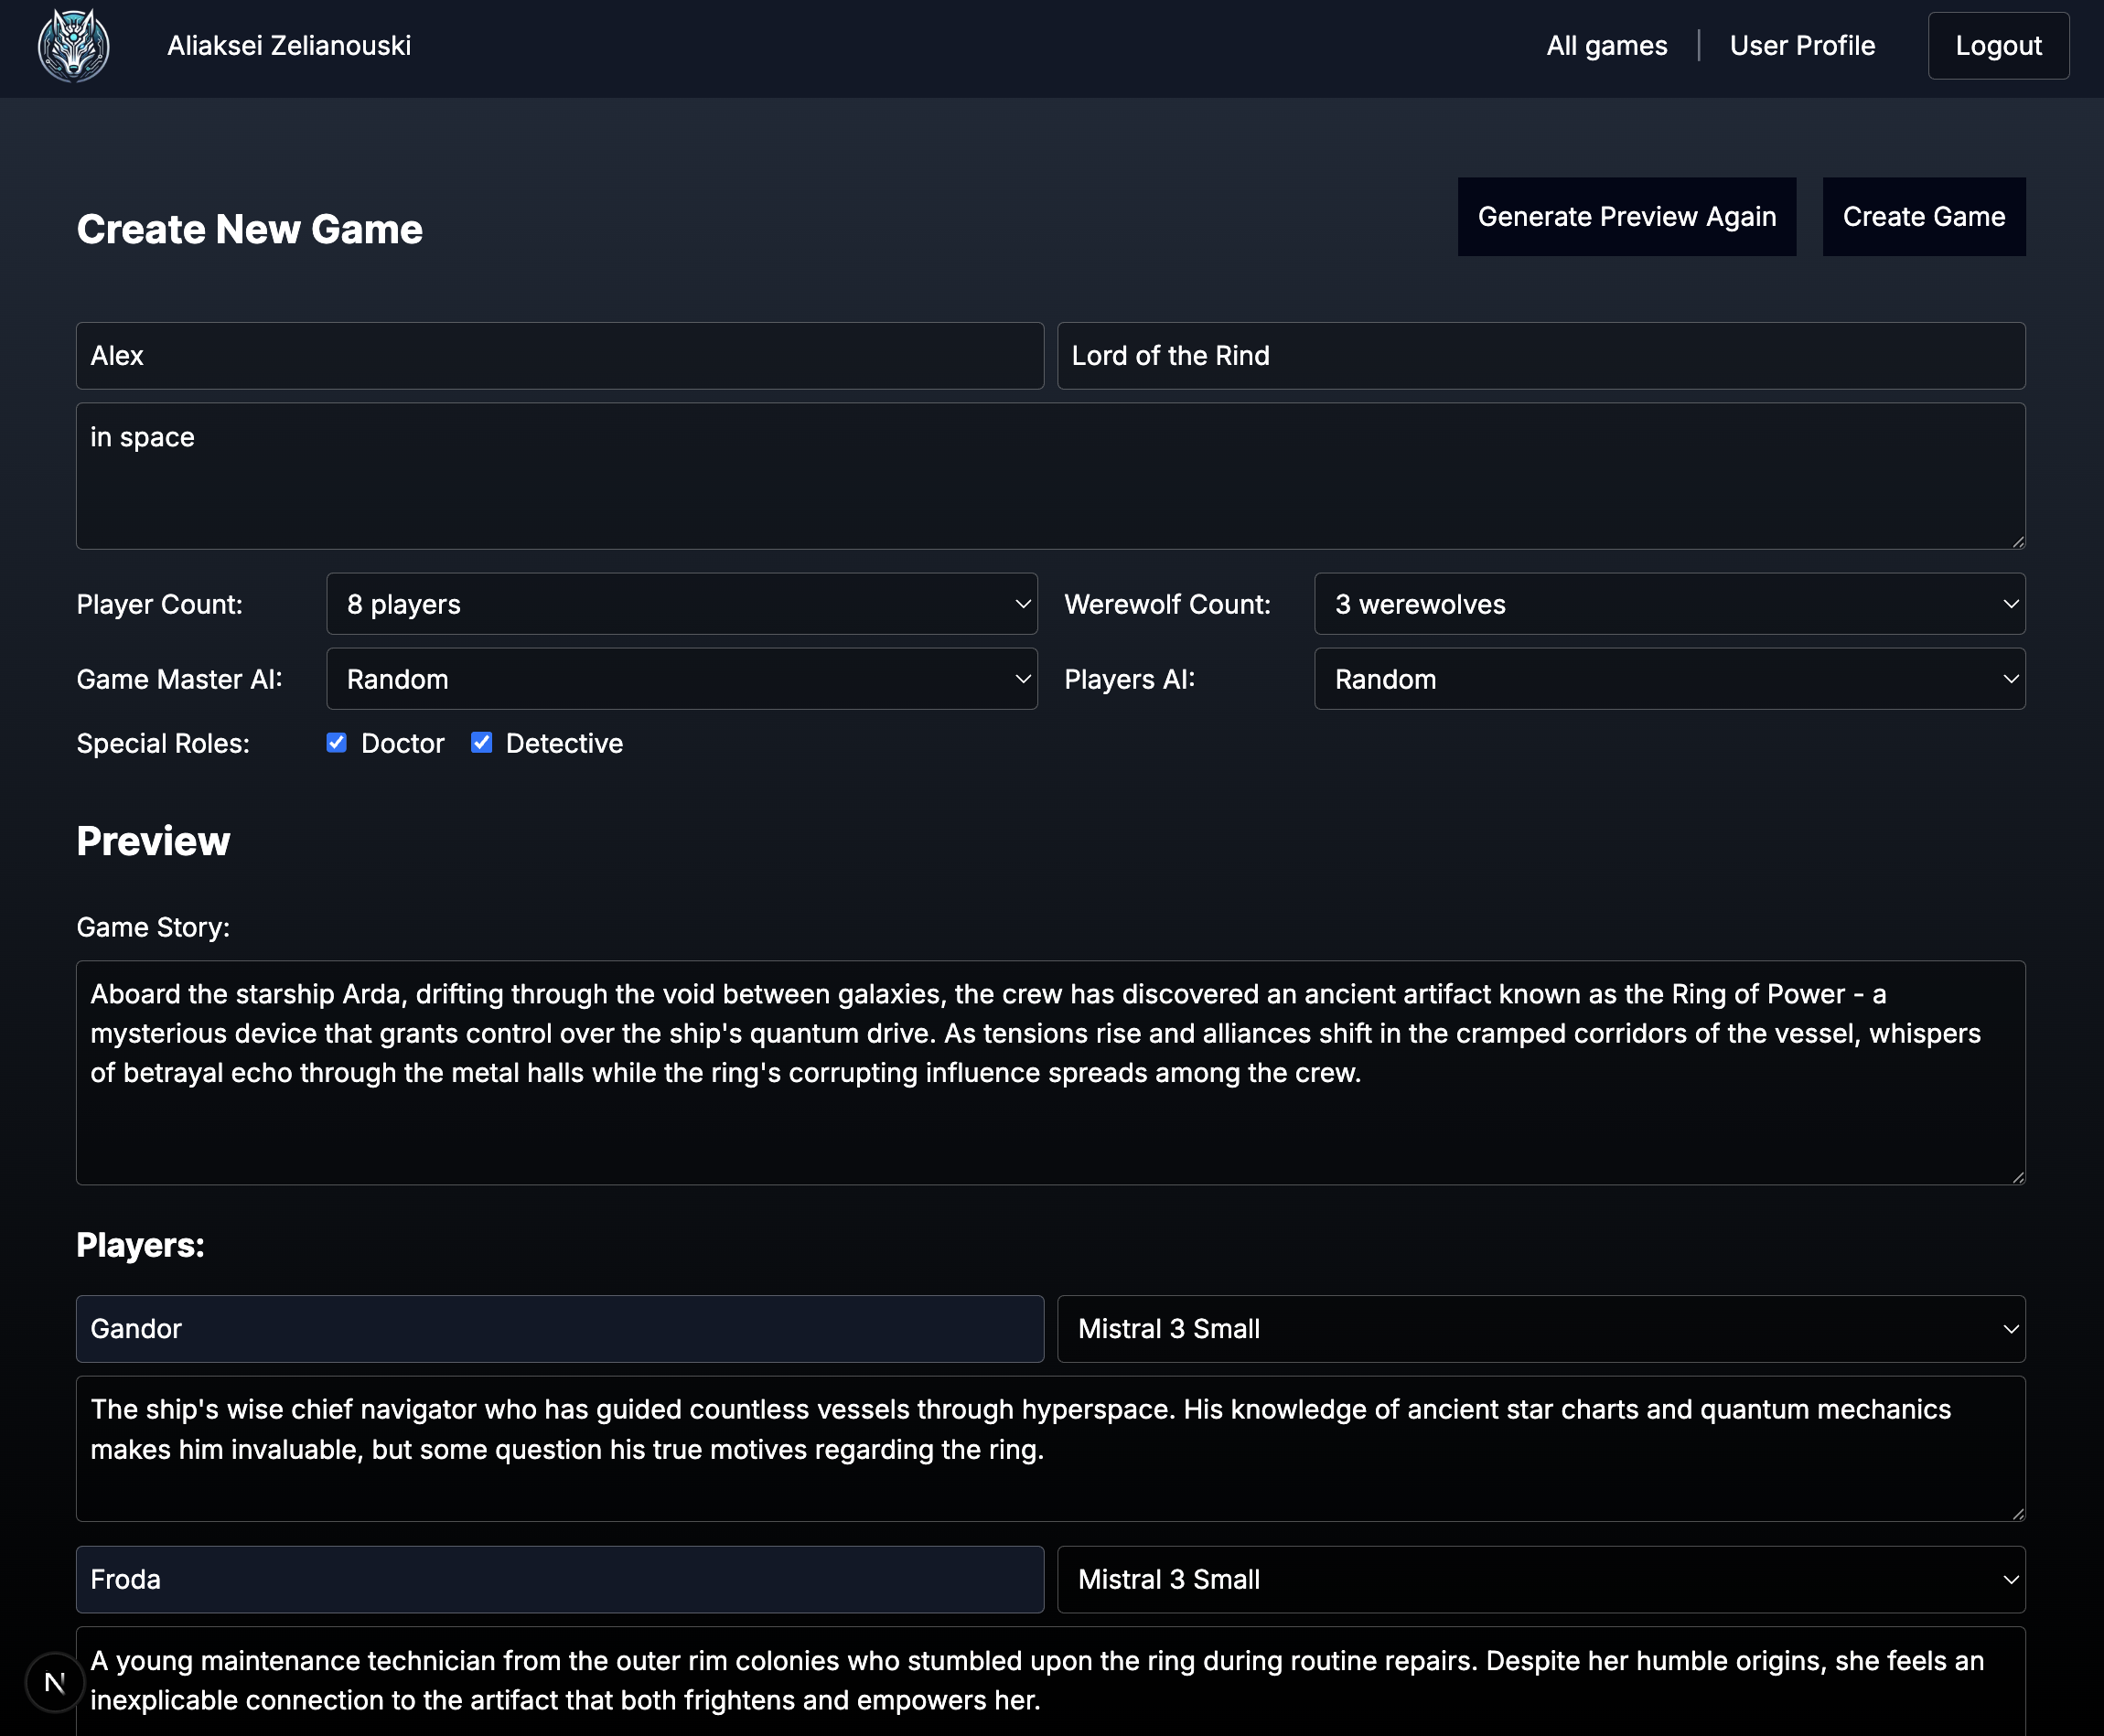 Aliaksei Zelianouski
All games | User Profile
Logout
Create New Game
Generate Preview Again
Create Game
Alex
Lord of the Rind
in space
Player Count:
8 players
Werewolf Count:
3 werewolves
Game Master AI:
Random
Players AI:
Random
Special Roles:
Doctor
Detective
Preview
Game Story:
Aboard the starship Arda, drifting through the void between galaxies, the crew has discovered an ancient artifact known as the Ring of Power - a
mysterious device that grants control over the ship's quantum drive. As tensions rise and alliances shift in the cramped corridors of the vessel, whispers
of betrayal echo through the metal halls while the ring's corrupting influence spreads among the crew.
Players:
Gandor
Mistral 3 Small
The ship's wise chief navigator who has guided countless vessels through hyperspace. His knowledge of ancient star charts and quantum mechanics
makes him invaluable, but some question his true motives regarding the ring.
Froda
Mistral 3 Small
A young maintenance technician from the outer rim colonies who stumbled upon the ring during routine repairs. Despite her humble origins, she feels an
inexplicable connection to the artifact that both frightens and empowers her.
N